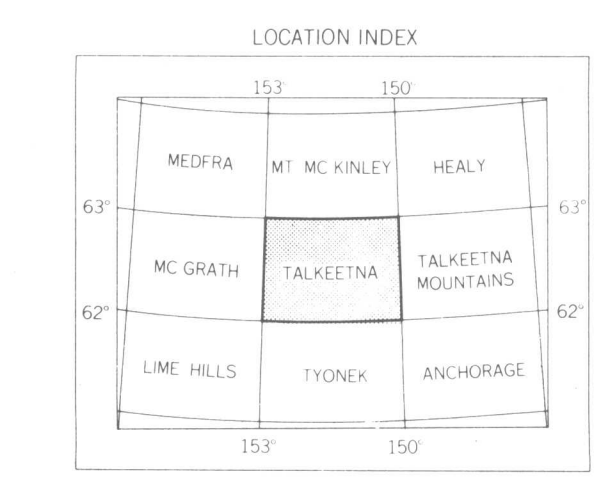 LOCATION INDEX
153° 150°
MEDFRA MT MC KINLEY HEALY
63° 63°
MC GRATH TALKEETNA TALKEETNA
MOUNTAINS
62° 62°
LIME HILLS TYONEK ANCHORAGE
153° 150°